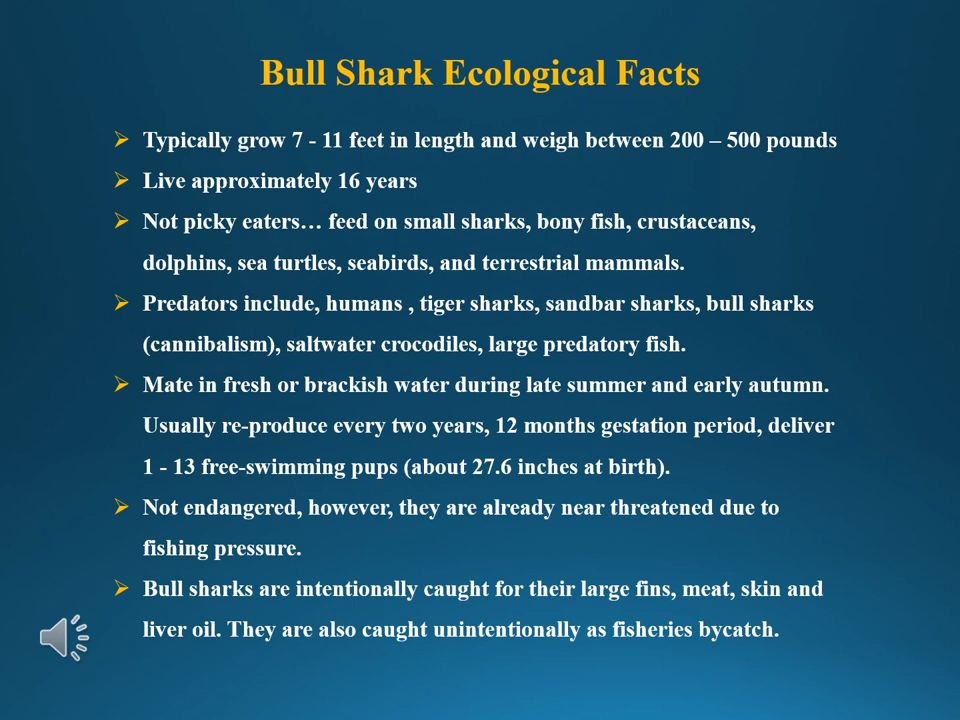 Bull Shark Ecological Facts
➢ Typically grow 7 - 11 feet in length and weigh between 200 – 500 pounds
➢ Live approximately 16 years
➢ Not picky eaters… feed on small sharks, bony fish, crustaceans,
dolphins, sea turtles, seabirds, and terrestrial mammals.
➢ Predators include, humans , tiger sharks, sandbar sharks, bull sharks
(cannibalism), saltwater crocodiles, large predatory fish.
➢ Mate in fresh or brackish water during late summer and early autumn.
Usually re-produce every two years, 12 months gestation period, deliver
1 - 13 free-swimming pups (about 27.6 inches at birth).
➢ Not endangered, however, they are already near threatened due to
fishing pressure.
➢ Bull sharks are intentionally caught for their large fins, meat, skin and
liver oil. They are also caught unintentionally as fisheries bycatch.